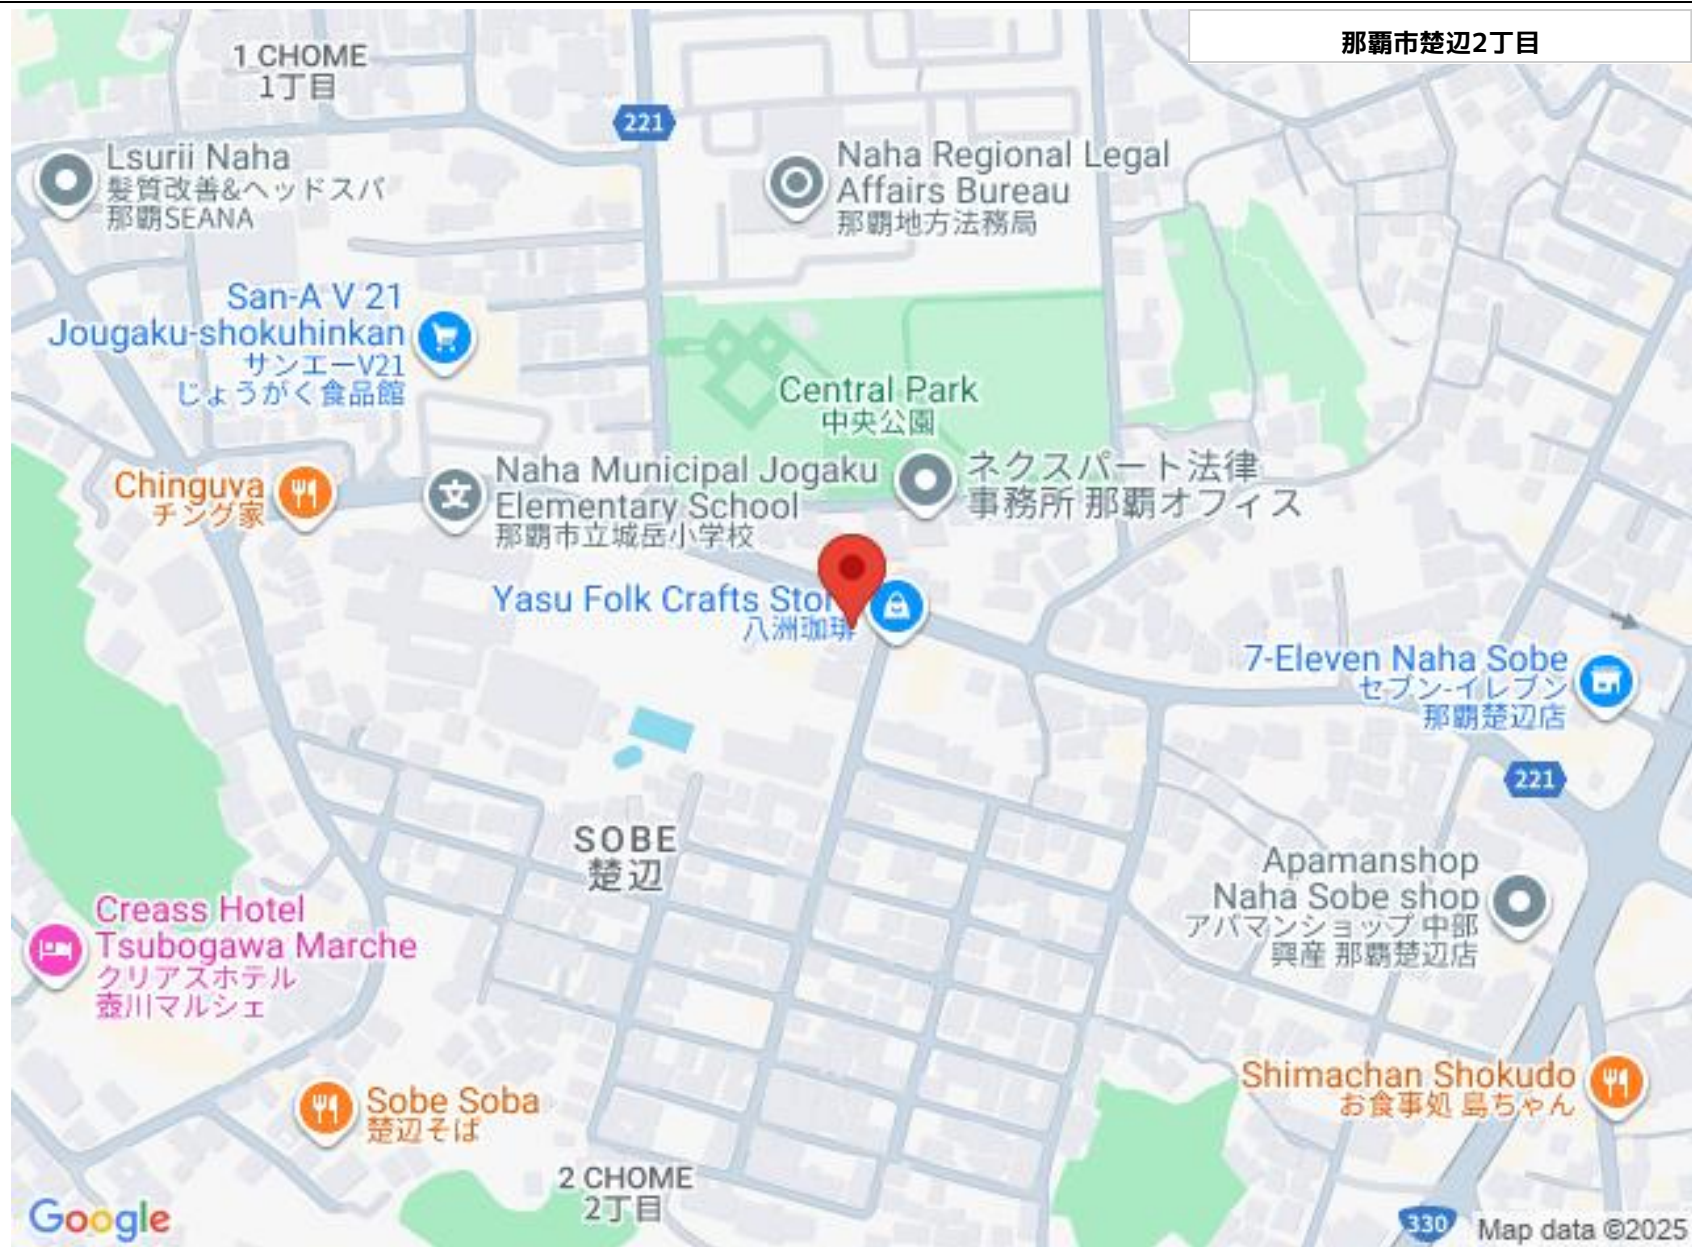 那覇市楚辺2丁目
1 CHOME
1丁目
221
Lsurii Naha
髪質改善&ヘッドスパ
那覇SEANA
Naha Regional Legal
Affairs Bureau
那覇地方法務局
San-A V 21
Jougaku-shokuhinkan
サンエーV21
じょうがく食品館
Central Park
中央公園
Chinguya
チング家
Naha Municipal Jogaku
Elementary School
那覇市立城岳小学校
ネクスパート法律
事務所 那覇オフィス
Yasu Folk Crafts Stor
八洲珈琲
7-Eleven Naha Sobe
セブン-イレブン
那覇楚辺店
221
SOBE
楚辺
Apamanshop
Naha Sobe shop
アパマンショップ 中部
興産 那覇楚辺店
Creass Hotel
Tsubogawa Marche
クリアスホテル
壺川マルシェ
Shimachan Shokudo
お食事処 島ちゃん
Sobe Soba
楚辺そば
2 CHOME
2丁目
Google
330
Map data ©2025